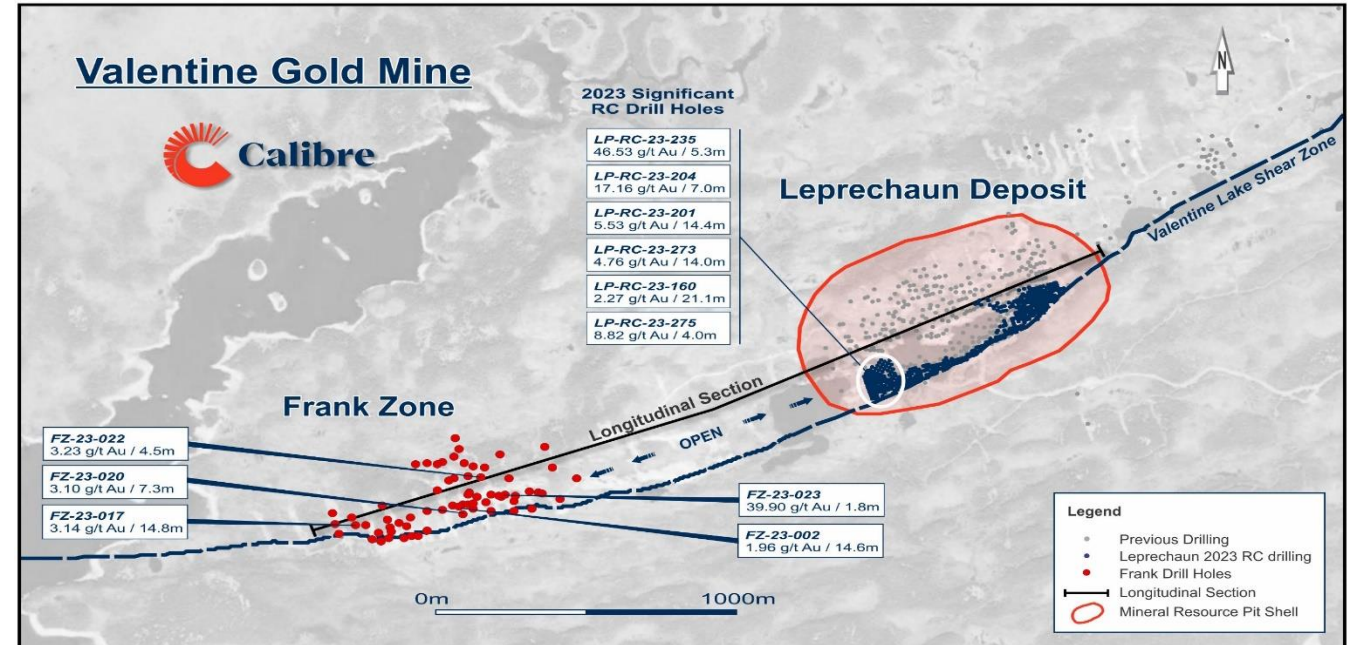 Valentine Gold Mine
Calibre
N
2023 Significant
RC Drill Holes
LP-RC-23-235
46.53 g/t Au / 5.3m
LP-RC-23-204
17.16 g/t Au / 7.0m
LP-RC-23-201
5.53 g/t Au / 14.4m
LP-RC-23-273
4.76 g/t Au / 14.0m
LP-RC-23-160
2.27 g/t Au / 21.1m
LP-RC-23-275
8.82 g/t Au / 4.0m
Leprechaun Deposit
Valentine Lake Shear Zone
Longitudinal Section
OPEN
Frank Zone
FZ-23-022
3.23 g/t Au / 4.5m
FZ-23-020
3.10 g/t Au / 7.3m
FZ-23-017
3.14 g/t Au / 14.8m
FZ-23-023
39.90 g/t Au / 1.8m
FZ-23-002
1.96 g/t Au / 14.6m
0m
1000m
Legend
Previous Drilling
Leprechaun 2023 RC drilling
Frank Drill Holes
Longitudinal Section
Mineral Resource Pit Shell